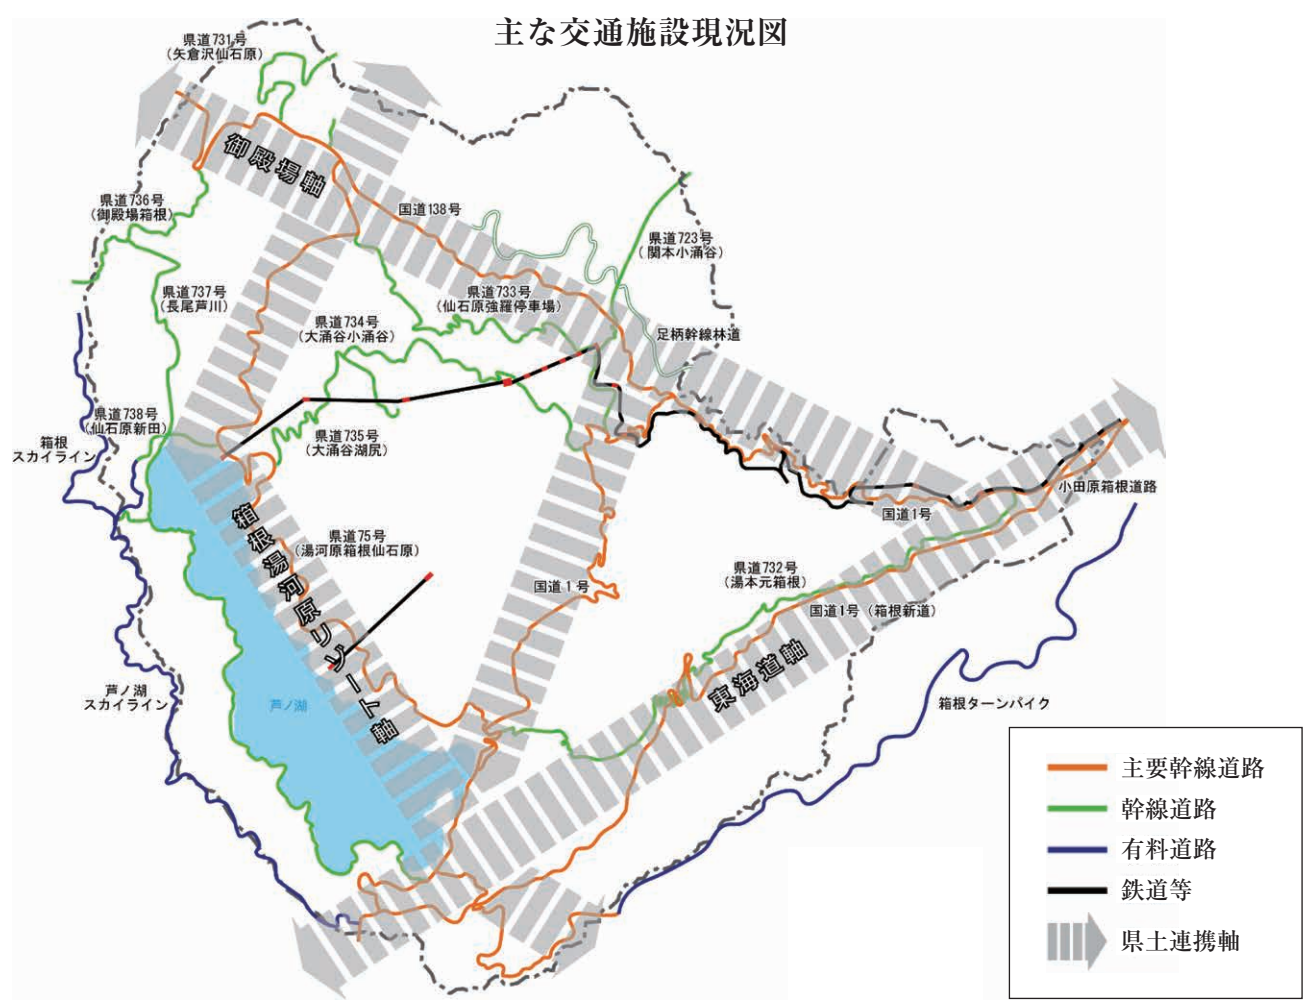 主な交通施設現況図
県道731号
(矢倉沢仙石原)
御殿場軸
県道736号
(御殿場箱根)
国道138号
県道723号
(関本小涌谷)
県道737号
(長尾芦川)
県道733号
(仙石原強羅停車場)
県道734号
(大涌谷小涌谷)
足柄幹線林道
県道738号
(仙石原新田)
箱根
スカイライン
県道735号
(大涌谷湖尻)
小田原箱根道路
国道1号
箱根湯河原リゾート軸
県道75号
(湯河原箱根仙石原)
国道1号
県道732号
(湯本元箱根)
国道1号(箱根新道)
東海道軸
芦ノ湖
スカイライン
芦ノ湖
箱根ターンパイク
主要幹線道路
幹線道路
有料道路
鉄道等
県土連携軸